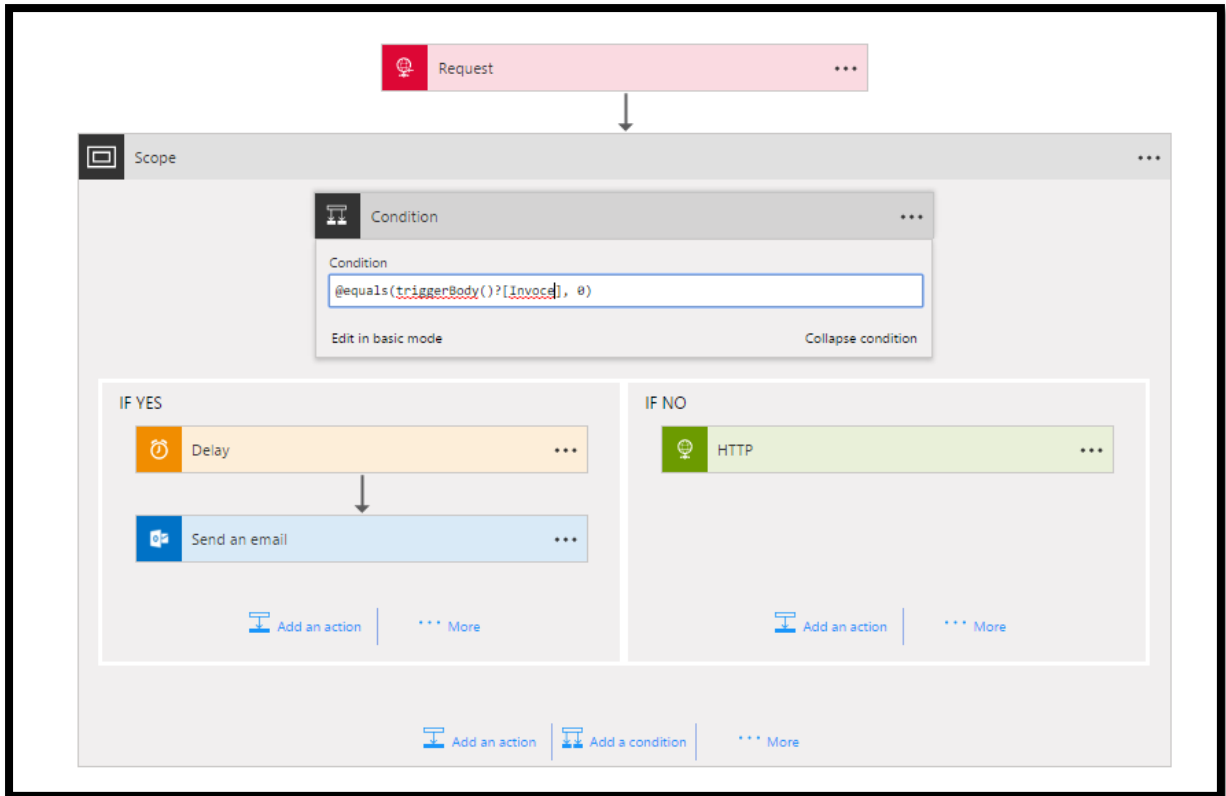 Request
Scope
Condition
Condition
@equals(triggerBody()?[Invoce], 0)
Edit in basic mode Collapse condition
IF YES
Delay
Send an email
Add an action More
IF NO
HTTP
Add an action More
Add an action Add a condition More